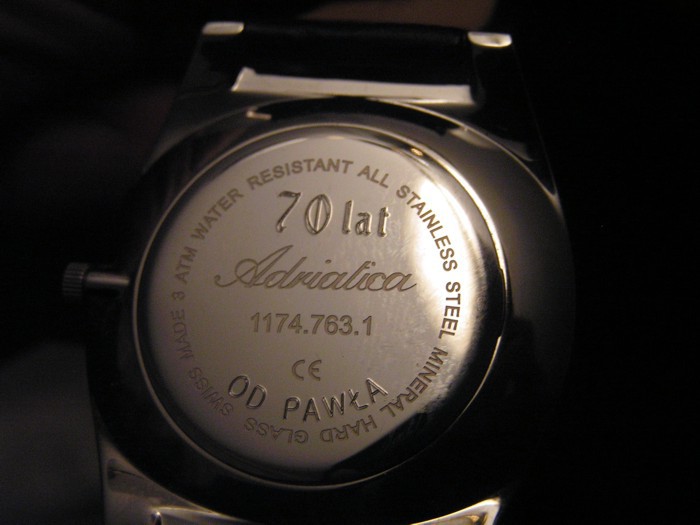 3 ATM WATER RESISTANT ALL STAINLESS STEEL MINERAL HARD GLASS SWISS MADE
70 lat
Adriatica
1174.763.1
CE
OD PAWŁA